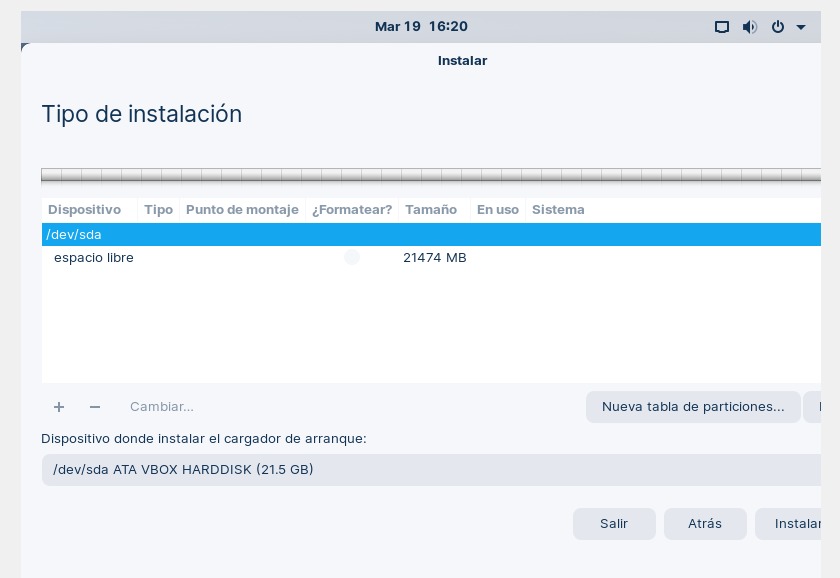 Mar 19 16:20
Instalar
Tipo de instalación
Dispositivo Tipo Punto de montaje ¿Formatear? Tamaño En uso Sistema
/dev/sda
espacio libre 21474 MB
+ − Cambiar... Nueva tabla de particiones...
Dispositivo donde instalar el cargador de arranque:
/dev/sda ATA VBOX HARDDISK (21.5 GB)
Salir Atrás Instalar